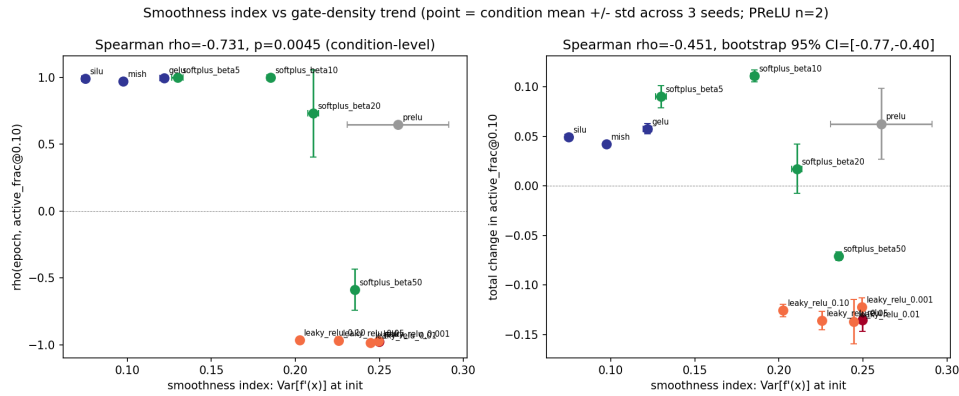 Smoothness index vs gate-density trend (point = condition mean +/- std across 3 seeds; PReLU n=2)
Spearman rho=-0.731, p=0.0045 (condition-level)
rho(epoch, active_frac@0.10)
1.0
0.5
0.0
−0.5
−1.0
silu
mish
gelu
softplus_beta5
softplus_beta10
softplus_beta20
prelu
softplus_beta50
0.10
0.15
0.20
0.25
0.30
smoothness index: Var[f'(x)] at init
Spearman rho=-0.451, bootstrap 95% CI=[-0.77,-0.40]
total change in active_frac@0.10
0.10
0.05
0.00
−0.05
−0.10
−0.15
silu
mish
gelu
softplus_beta5
softplus_beta10
softplus_beta20
prelu
softplus_beta50
leaky_relu_0.10
leaky_relu_0.001
leaky_relu_0.01
0.10
0.15
0.20
0.25
0.30
smoothness index: Var[f'(x)] at init